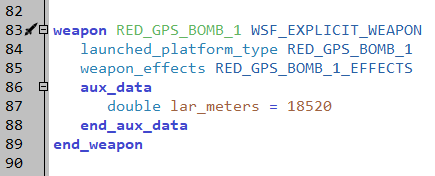 82
83 weapon RED_GPS_BOMB_1 WSF_EXPLICIT_WEAPON
84 launched_platform_type RED_GPS_BOMB_1
85 weapon_effects RED_GPS_BOMB_1_EFFECTS
86 aux_data
87 double lar_meters = 18520
88 end_aux_data
89 end_weapon
90